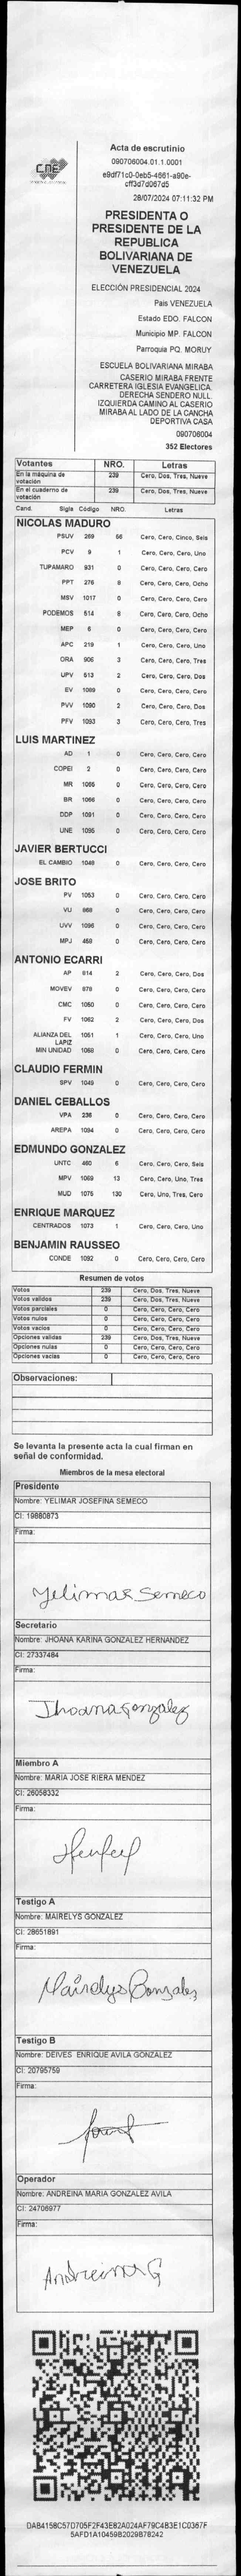 CNE
Acta de escrutinio
090706004.01.1.0001
e9df71c0-0eb5-4661-a90e-
cff3d7d067d5
28/07/2024 07:11:32 PM
PRESIDENTA O
PRESIDENTE DE LA
REPUBLICA
BOLIVARIANA DE
VENEZUELA
ELECCIÓN PRESIDENCIAL 2024
Pais VENEZUELA
Estado EDO. FALCON
Municipio MP. FALCON
Parroquia PQ. MORUY
ESCUELA BOLIVARIANA MIRABA
CASERIO MIRABA FRENTE
CARRETERA IGLESIA EVANGELICA.
DERECHA SENDERO NULL.
IZQUIERDA CAMINO AL CASERIO
MIRABA AL LADO DE LA CANCHA
DEPORTIVA CASA
090706004
352 Electores
Votantes NRO. Letras
En la máquina de votación 239 Cero, Dos, Tres, Nueve
En el cuaderno de votación 239 Cero, Dos, Tres, Nueve
Cand. Sigla Código NRO. Letras
NICOLAS MADURO
PSUV 269 56 Cero, Cero, Cinco, Seis
PCV 9 1 Cero, Cero, Cero, Uno
TUPAMARO 931 0 Cero, Cero, Cero, Cero
PPT 276 8 Cero, Cero, Cero, Ocho
MSV 1017 0 Cero, Cero, Cero, Cero
PODEMOS 514 8 Cero, Cero, Cero, Ocho
MEP 6 0 Cero, Cero, Cero, Cero
APC 219 1 Cero, Cero, Cero, Uno
ORA 906 3 Cero, Cero, Cero, Tres
UPV 513 2 Cero, Cero, Cero, Dos
EV 1089 0 Cero, Cero, Cero, Cero
PVV 1090 2 Cero, Cero, Cero, Dos
PFV 1093 3 Cero, Cero, Cero, Tres
LUIS MARTINEZ
AD 1 0 Cero, Cero, Cero, Cero
COPEI 2 0 Cero, Cero, Cero, Cero
MR 1065 0 Cero, Cero, Cero, Cero
BR 1066 0 Cero, Cero, Cero, Cero
DDP 1091 0 Cero, Cero, Cero, Cero
UNE 1095 0 Cero, Cero, Cero, Cero
JAVIER BERTUCCI
EL CAMBIO 1048 0 Cero, Cero, Cero, Cero
JOSE BRITO
PV 1053 0 Cero, Cero, Cero, Cero
VU 868 0 Cero, Cero, Cero, Cero
UVV 1096 0 Cero, Cero, Cero, Cero
MPJ 458 0 Cero, Cero, Cero, Cero
ANTONIO ECARRI
AP 814 2 Cero, Cero, Cero, Dos
MOVEV 878 0 Cero, Cero, Cero, Cero
CMC 1050 0 Cero, Cero, Cero, Cero
FV 1062 2 Cero, Cero, Cero, Dos
ALIANZA DEL LAPIZ 1051 1 Cero, Cero, Cero, Uno
MIN UNIDAD 1068 0 Cero, Cero, Cero, Cero
CLAUDIO FERMIN
SPV 1049 0 Cero, Cero, Cero, Cero
DANIEL CEBALLOS
VPA 236 0 Cero, Cero, Cero, Cero
AREPA 1094 0 Cero, Cero, Cero, Cero
EDMUNDO GONZALEZ
UNTC 460 6 Cero, Cero, Cero, Seis
MPV 1069 13 Cero, Cero, Uno, Tres
MUD 1075 130 Cero, Uno, Tres, Cero
ENRIQUE MARQUEZ
CENTRADOS 1073 1 Cero, Cero, Cero, Uno
BENJAMIN RAUSSEO
CONDE 1092 0 Cero, Cero, Cero, Cero
Resumen de votos
Votos 239 Cero, Dos, Tres, Nueve
Votos validos 239 Cero, Dos, Tres, Nueve
Votos parciales 0 Cero, Cero, Cero, Cero
Votos nulos 0 Cero, Cero, Cero, Cero
Votos vacíos 0 Cero, Cero, Cero, Cero
Opciones validas 239 Cero, Dos, Tres, Nueve
Opciones nulas 0 Cero, Cero, Cero, Cero
Opciones vacías 0 Cero, Cero, Cero, Cero
Observaciones:
Se levanta la presente acta la cual firman en
señal de conformidad.
Miembros de la mesa electoral
Presidente
Nombre: YELIMAR JOSEFINA SEMECO
CI: 19880873
Firma:
Yelimar Semeco
Secretario
Nombre: JHOANA KARINA GONZALEZ HERNANDEZ
CI: 27337484
Firma:
Jhoana gonzalez
Miembro A
Nombre: MARIA JOSE RIERA MENDEZ
CI: 26058332
Firma:
Testigo A
Nombre: MAIRELYS GONZALEZ
CI: 28651891
Firma:
Mairelys Gonzalez
Testigo B
Nombre: DEIVES ENRIQUE AVILA GONZALEZ
CI: 20795759
Firma:
Operador
Nombre: ANDREINA MARIA GONZALEZ AVILA
CI: 24706977
Firma:
Andreina G
DAB4158C57D705F2F43E82A024AF79C4B3E1C0367F
5AFD1A10459B2029B78242